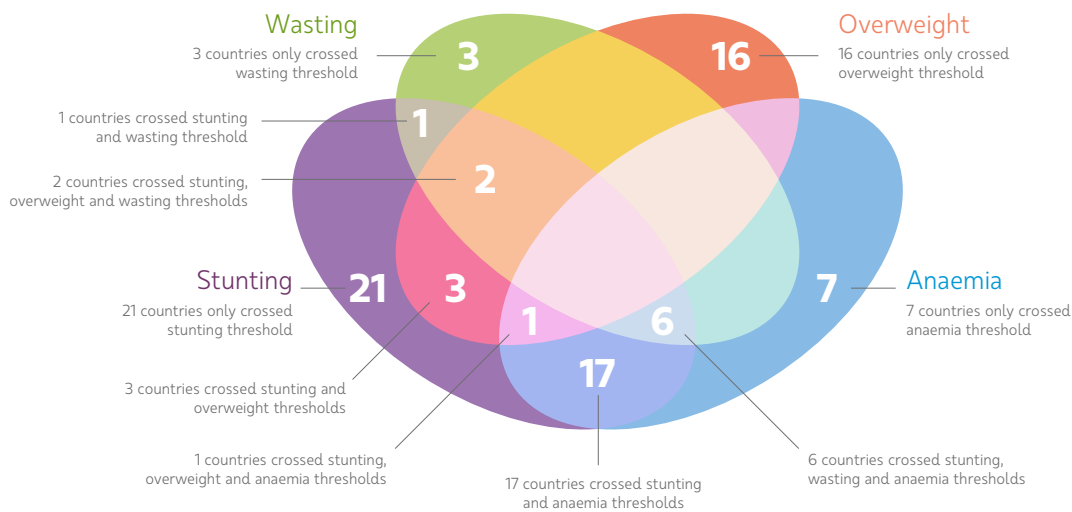 Wasting
3 countries only crossed
wasting threshold
3
16
Overweight
16 countries only crossed
overweight threshold
1 countries crossed stunting
and wasting threshold
1
2 countries crossed stunting,
overweight and wasting thresholds
2
Stunting
21 countries only crossed
stunting threshold
21
3
1
6
17
7
Anaemia
7 countries only crossed
anaemia threshold
3 countries crossed stunting and
overweight thresholds
1 countries crossed stunting,
overweight and anaemia thresholds
17 countries crossed stunting
and anaemia thresholds
6 countries crossed stunting,
wasting and anaemia thresholds